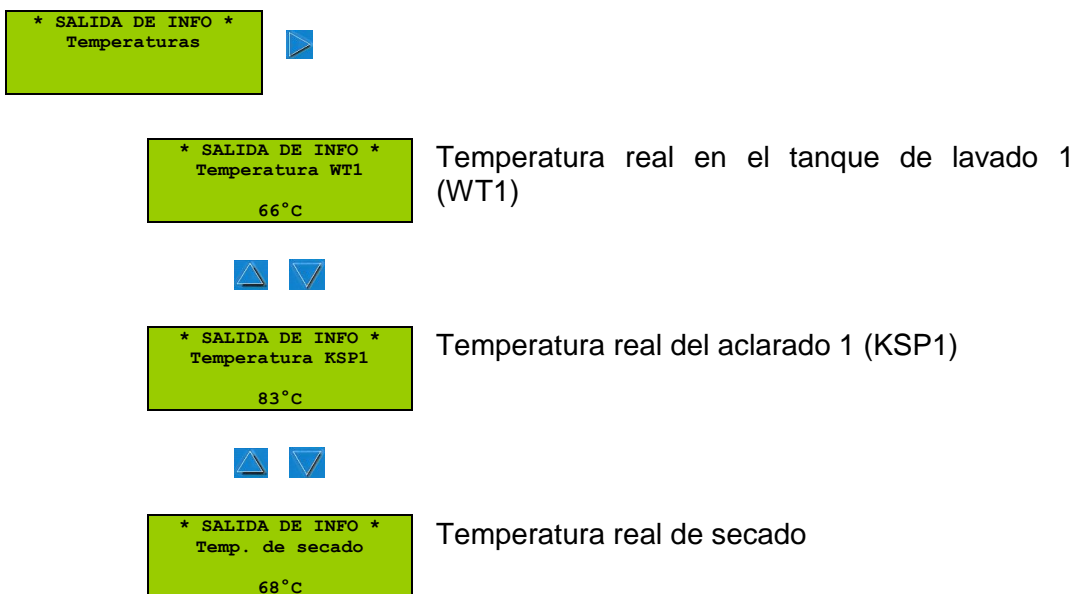 * SALIDA DE INFO *
Temperaturas
* SALIDA DE INFO *
Temperatura WT1
66°C
Temperatura real en el tanque de lavado 1
(WT1)
* SALIDA DE INFO *
Temperatura KSP1
83°C
Temperatura real del aclarado 1 (KSP1)
* SALIDA DE INFO *
Temp. de secado
68°C
Temperatura real de secado